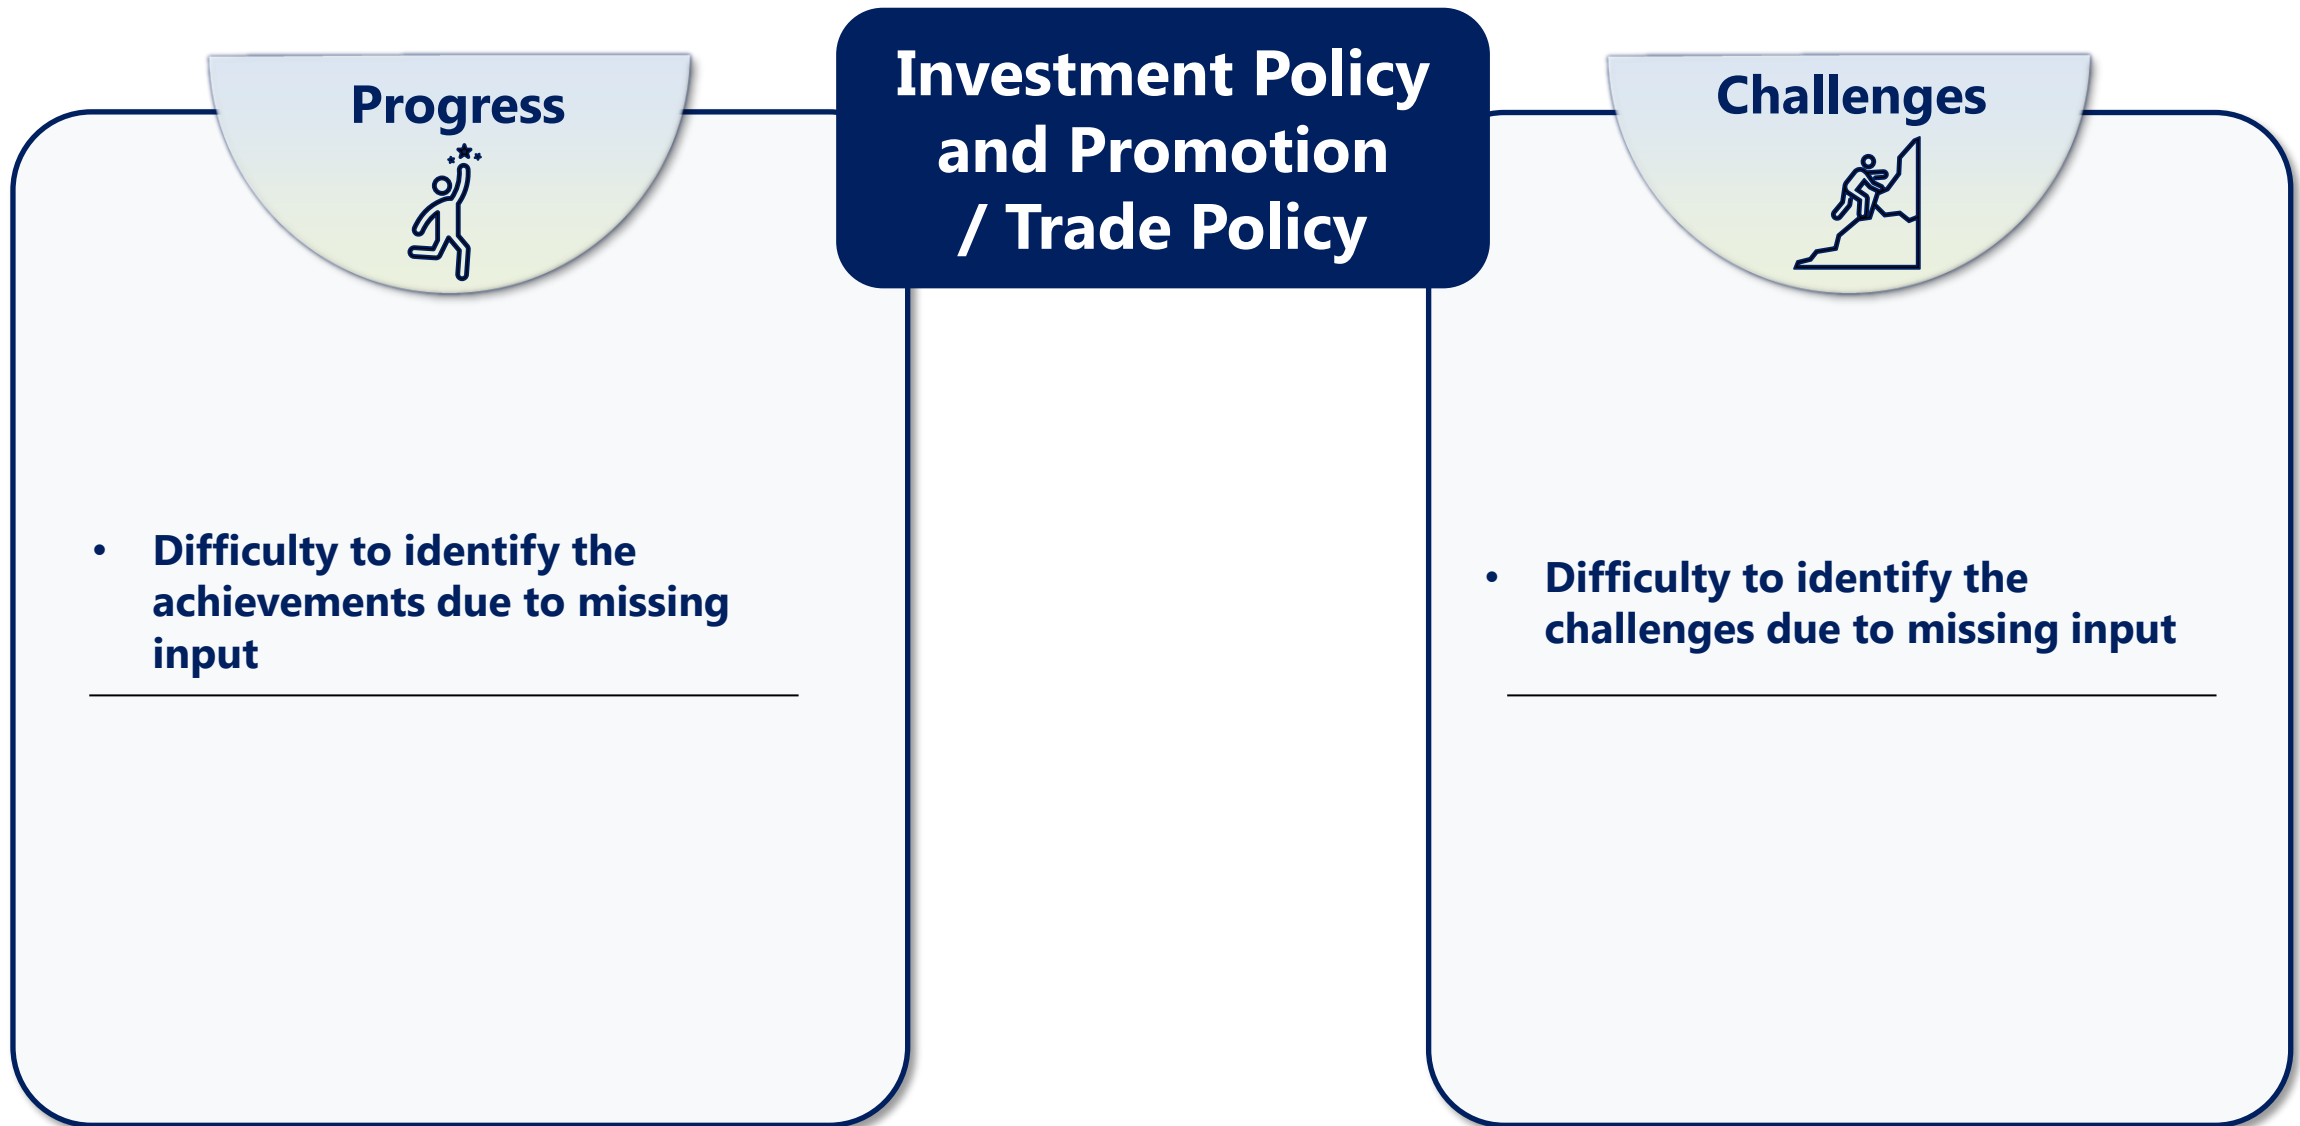 Investment Policy
and Promotion
/ Trade Policy
Progress
• Difficulty to identify the
achievements due to missing
input
Challenges
• Difficulty to identify the
challenges due to missing input